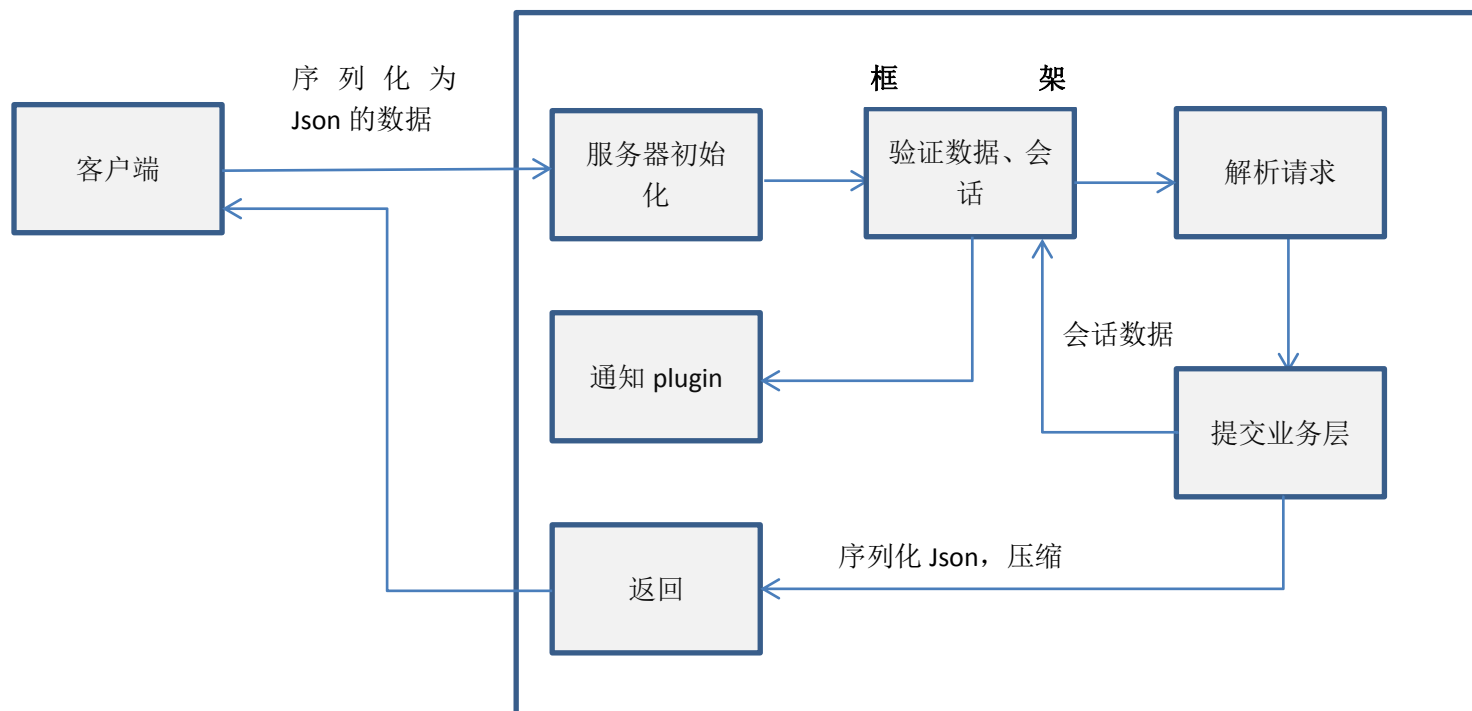 序列化为
Json 的数据
框架
客户端
服务器初始
化
验证数据、会
话
解析请求
会话数据
通知 plugin
提交业务层
序列化 Json，压缩
返回